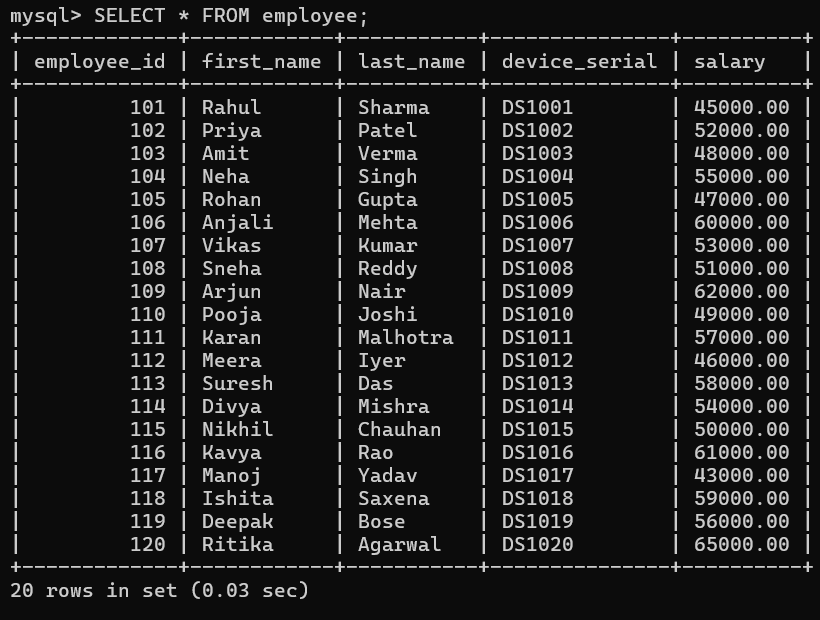 mysql> SELECT * FROM employee;
+-------------+------------+-----------+---------------+----------+
| employee_id | first_name | last_name | device_serial | salary   |
+-------------+------------+-----------+---------------+----------+
|         101 | Rahul      | Sharma    | DS1001        | 45000.00 |
|         102 | Priya      | Patel     | DS1002        | 52000.00 |
|         103 | Amit       | Verma     | DS1003        | 48000.00 |
|         104 | Neha       | Singh     | DS1004        | 55000.00 |
|         105 | Rohan      | Gupta     | DS1005        | 47000.00 |
|         106 | Anjali     | Mehta     | DS1006        | 60000.00 |
|         107 | Vikas      | Kumar     | DS1007        | 53000.00 |
|         108 | Sneha      | Reddy     | DS1008        | 51000.00 |
|         109 | Arjun      | Nair      | DS1009        | 62000.00 |
|         110 | Pooja      | Joshi     | DS1010        | 49000.00 |
|         111 | Karan      | Malhotra  | DS1011        | 57000.00 |
|         112 | Meera      | Iyer      | DS1012        | 46000.00 |
|         113 | Suresh     | Das       | DS1013        | 58000.00 |
|         114 | Divya      | Mishra    | DS1014        | 54000.00 |
|         115 | Nikhil     | Chauhan   | DS1015        | 50000.00 |
|         116 | Kavya      | Rao       | DS1016        | 61000.00 |
|         117 | Manoj      | Yadav     | DS1017        | 43000.00 |
|         118 | Ishita     | Saxena    | DS1018        | 59000.00 |
|         119 | Deepak     | Bose      | DS1019        | 56000.00 |
|         120 | Ritika     | Agarwal   | DS1020        | 65000.00 |
+-------------+------------+-----------+---------------+----------+
20 rows in set (0.03 sec)